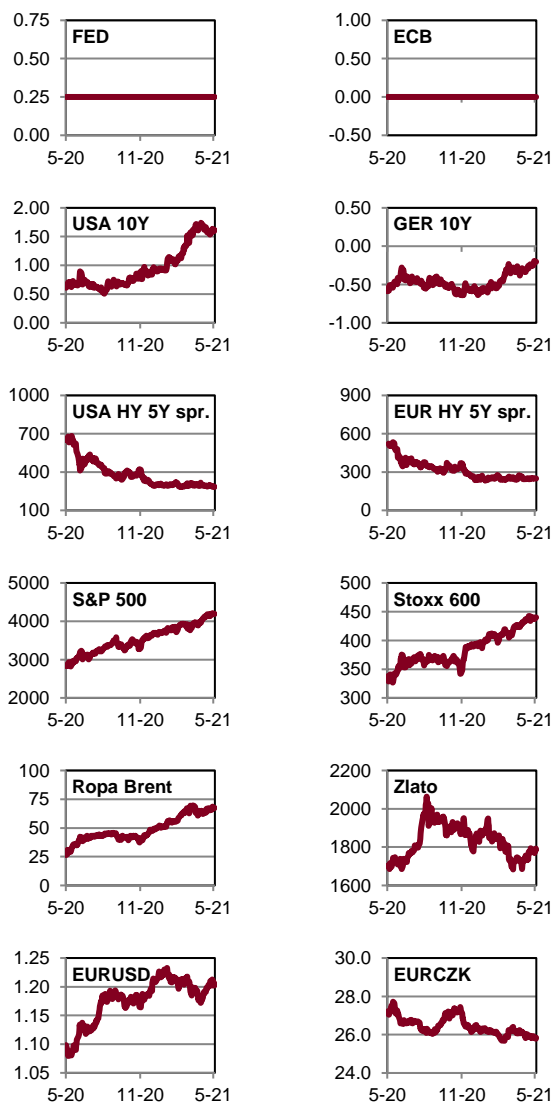 FED
0.75
0.50
0.25
0.00
5-20 11-20 5-21
ECB
1.00
0.50
0.00
-0.50
5-20 11-20 5-21
USA 10Y
2.00
1.50
1.00
0.50
0.00
5-20 11-20 5-21
GER 10Y
0.50
0.00
-0.50
-1.00
5-20 11-20 5-21
USA HY 5Y spr.
1000
700
400
100
5-20 11-20 5-21
EUR HY 5Y spr.
900
600
300
0
5-20 11-20 5-21
S&P 500
5000
4000
3000
2000
5-20 11-20 5-21
Stoxx 600
500
450
400
350
300
5-20 11-20 5-21
Ropa Brent
100
75
50
25
0
5-20 11-20 5-21
Zlato
2200
2000
1800
1600
5-20 11-20 5-21
EURUSD
1.25
1.20
1.15
1.10
1.05
5-20 11-20 5-21
EURCZK
30.0
28.0
26.0
24.0
5-20 11-20 5-21